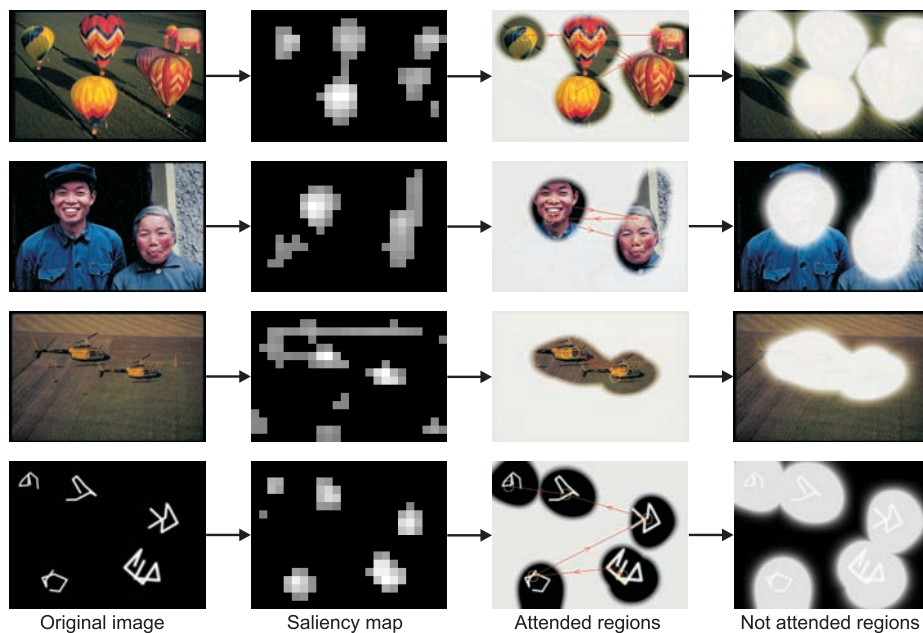 Original image
Saliency map
Attended regions
Not attended regions